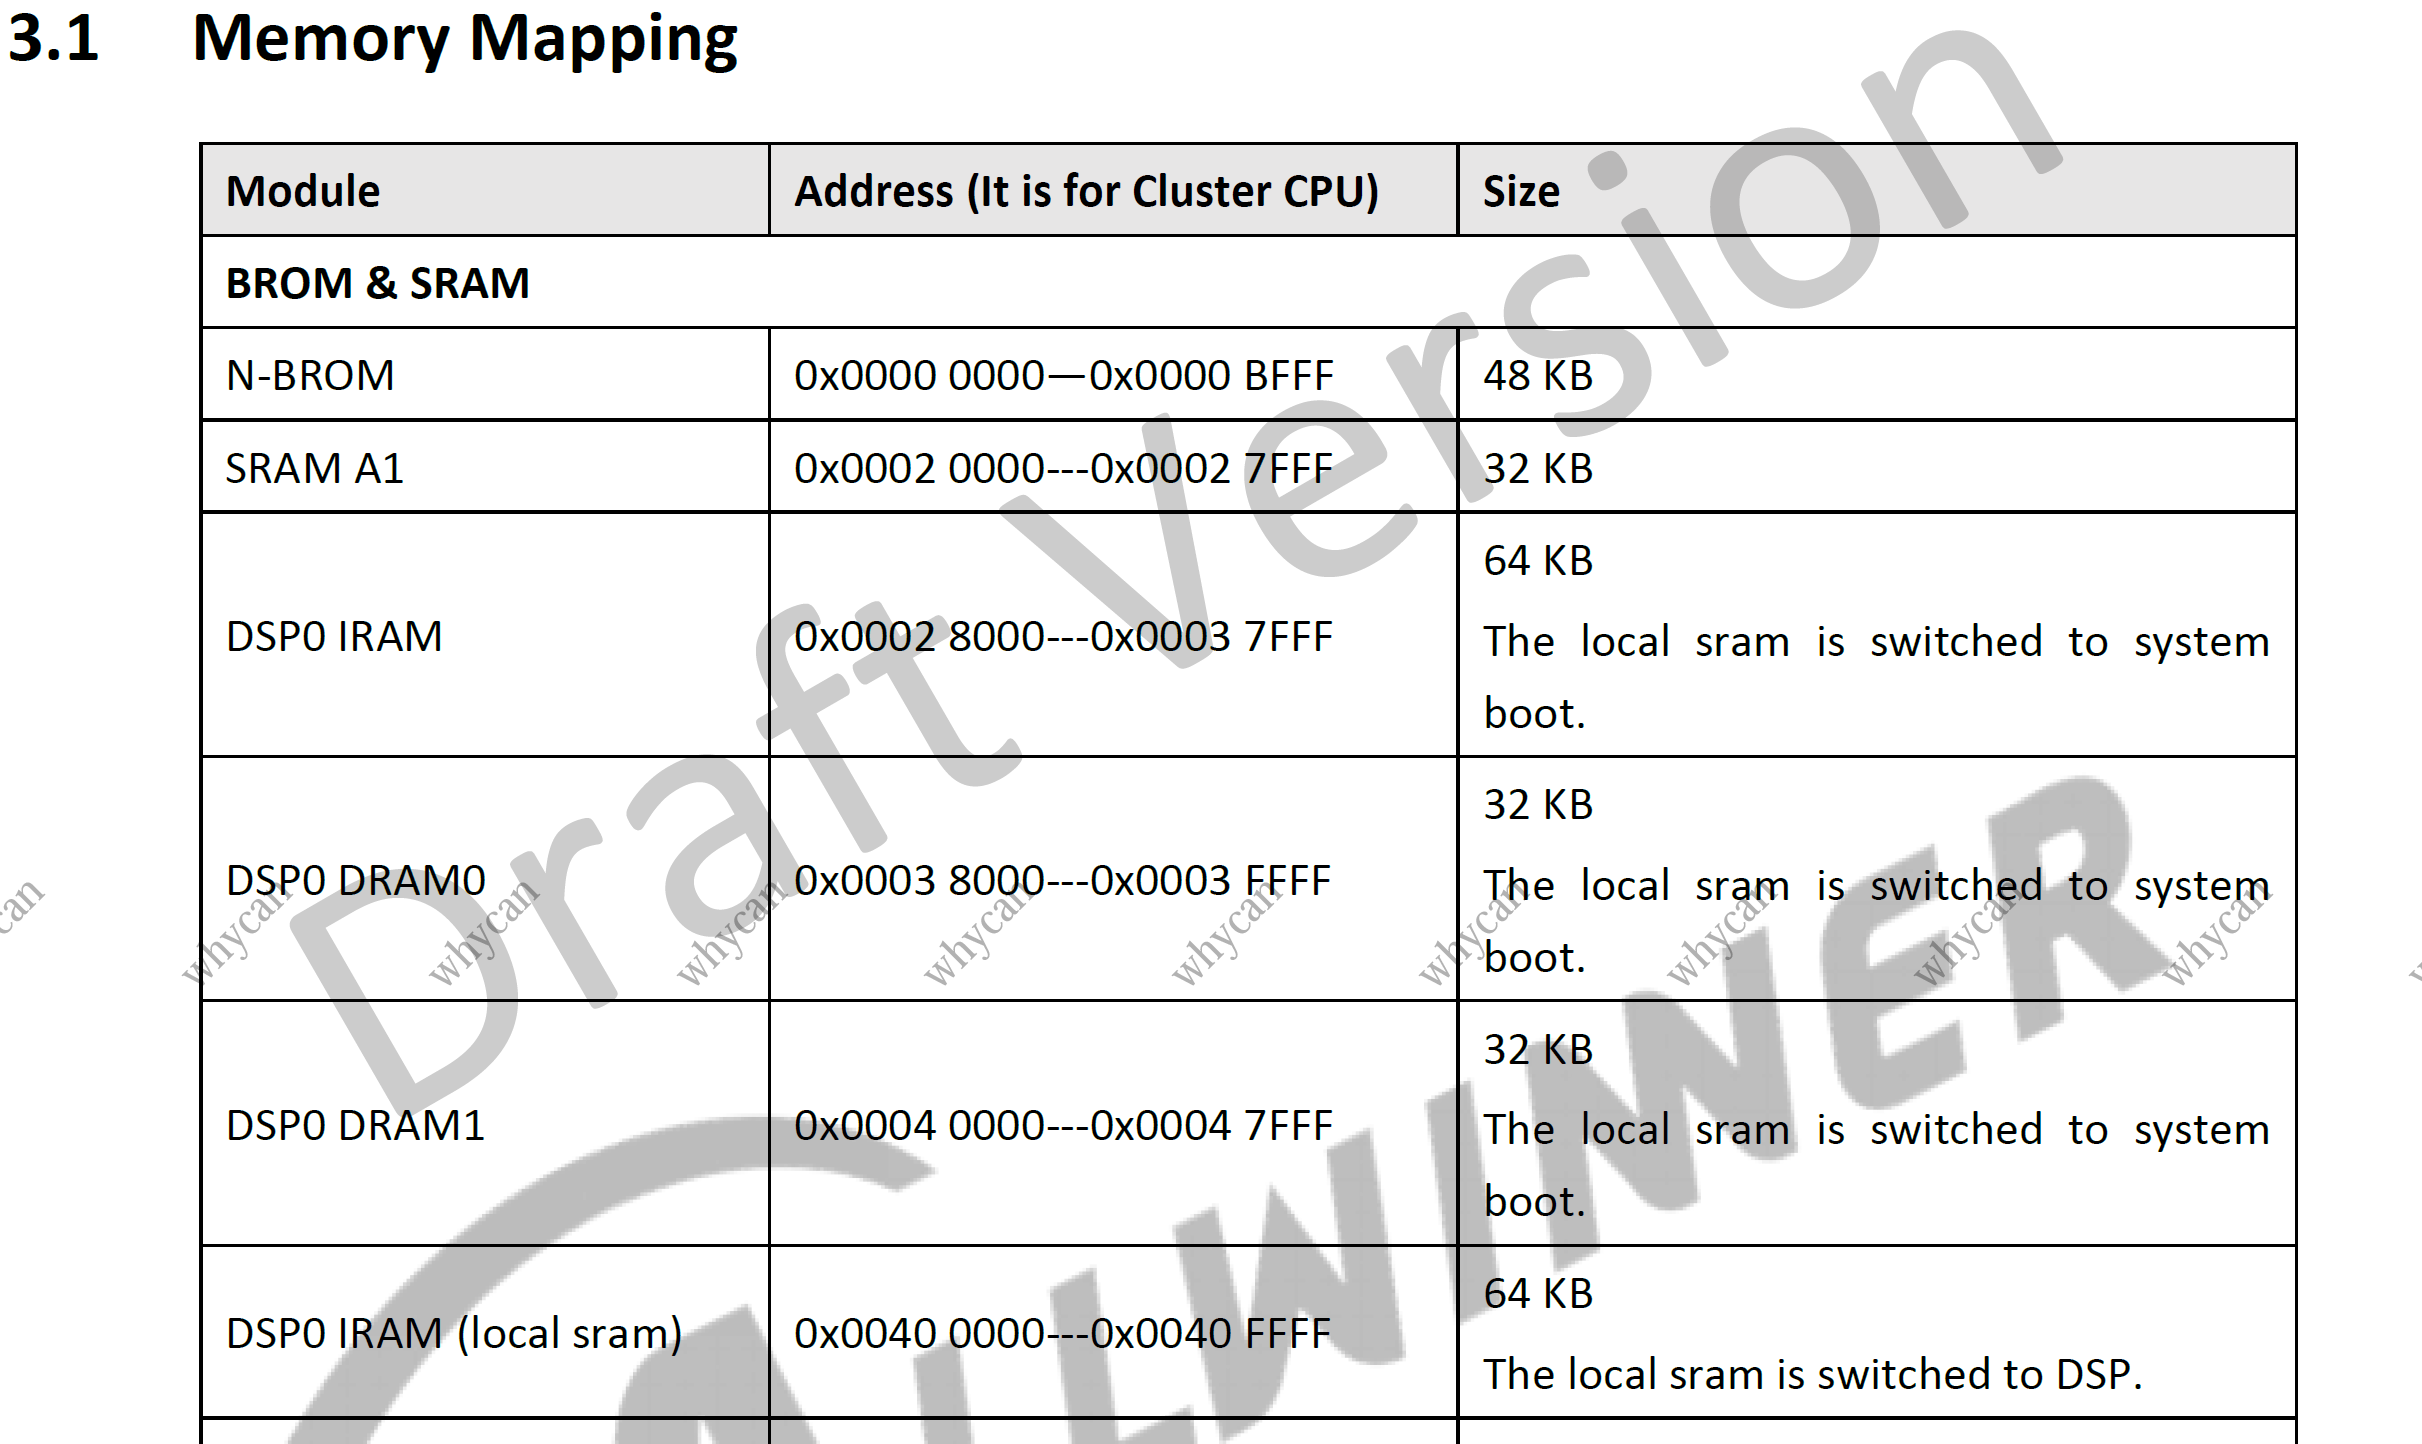 3.1 Memory Mapping
Module Address (It is for Cluster CPU) Size
BROM & SRAM
N-BROM 0x0000 0000—0x0000 BFFF 48 KB
SRAM A1 0x0002 0000---0x0002 7FFF 32 KB
DSP0 IRAM 0x0002 8000---0x0003 7FFF 64 KB
The local sram is switched to system
boot.
DSP0 DRAM0 0x0003 8000---0x0003 FFFF 32 KB
The local sram is switched to system
boot.
DSP0 DRAM1 0x0004 0000---0x0004 7FFF 32 KB
The local sram is switched to system
boot.
DSP0 IRAM (local sram) 0x0040 0000---0x0040 FFFF 64 KB
The local sram is switched to DSP.
Draft Version
can whycan whycan whycan whycan whycan whycan whycan whycan whycan
ALLWINNER